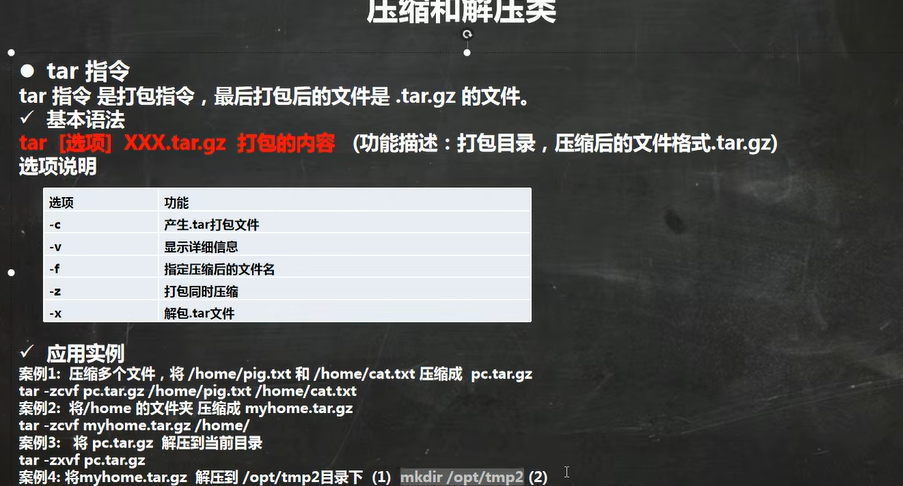 压缩和解压类
● tar 指令
tar 指令 是打包指令，最后打包后的文件是 .tar.gz 的文件。
✓ 基本语法
tar [选项] XXX.tar.gz 打包的内容 (功能描述：打包目录，压缩后的文件格式.tar.gz)
选项说明
选项 功能
-c 产生.tar打包文件
-v 显示详细信息
-f 指定压缩后的文件名
-z 打包同时压缩
-x 解包.tar文件
✓ 应用实例
案例1: 压缩多个文件，将 /home/pig.txt 和 /home/cat.txt 压缩成 pc.tar.gz
tar -zcvf pc.tar.gz /home/pig.txt /home/cat.txt
案例2: 将/home 的文件夹 压缩成 myhome.tar.gz
tar -zcvf myhome.tar.gz /home/
案例3: 将 pc.tar.gz 解压到当前目录
tar -zxvf pc.tar.gz
案例4: 将myhome.tar.gz 解压到 /opt/tmp2目录下 (1) mkdir /opt/tmp2 (2)